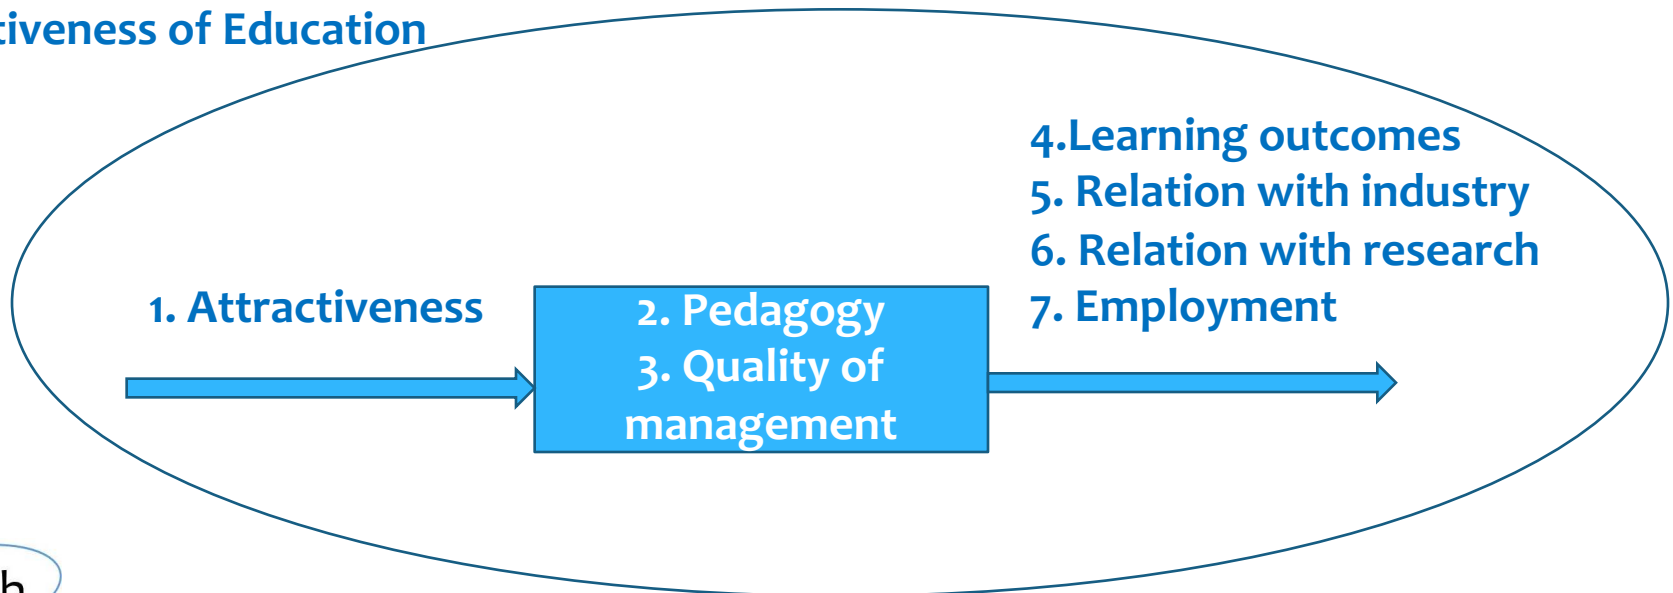 tiveness of Education
4.Learning outcomes
5. Relation with industry
6. Relation with research
1. Attractiveness
7. Employment
2. Pedagogy
3. Quality of
management
h